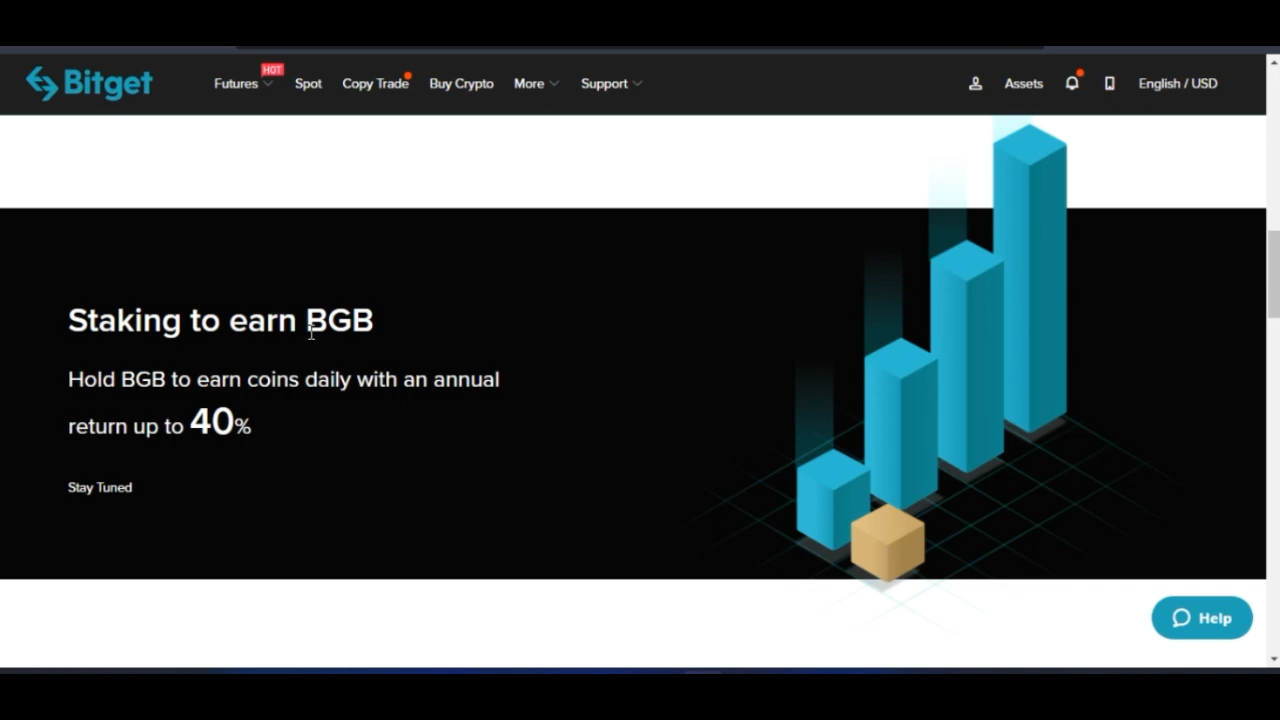 Bitget
Futures HOT Spot Copy Trade Buy Crypto More Support Assets English / USD
Staking to earn BGB
Hold BGB to earn coins daily with an annual
return up to 40%
Stay Tuned
Help